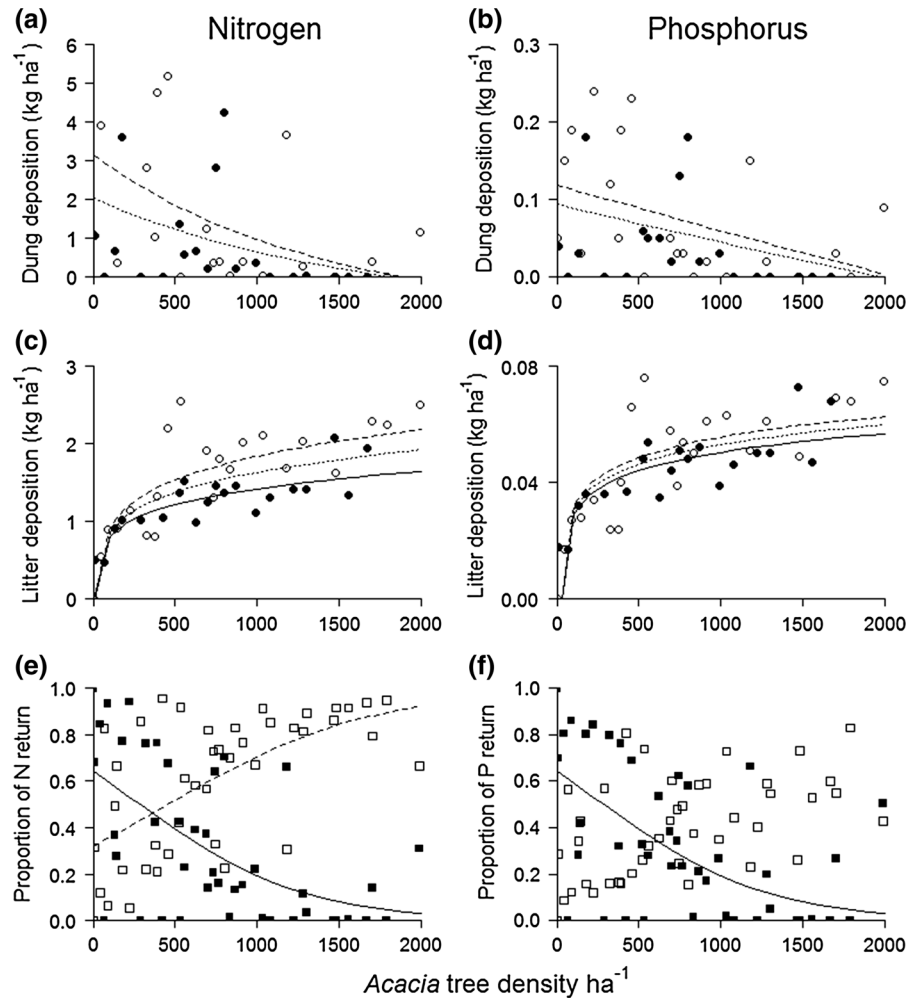 (a) Nitrogen
Dung deposition (kg ha⁻¹)
6
5
4
3
2
1
0
0 500 1000 1500 2000
(b) Phosphorus
Dung deposition (kg ha⁻¹)
0.3
0.2
0.1
0.0
0 500 1000 1500 2000
(c)
Litter deposition (kg ha⁻¹)
3
2
1
0
0 500 1000 1500 2000
(d)
Litter deposition (kg ha⁻¹)
0.08
0.04
0.00
0 500 1000 1500 2000
(e)
Proportion of N return
1.0
0.8
0.6
0.4
0.2
0.0
0 500 1000 1500 2000
(f)
Proportion of P return
1.0
0.8
0.6
0.4
0.2
0.0
0 500 1000 1500 2000
Acacia tree density ha⁻¹